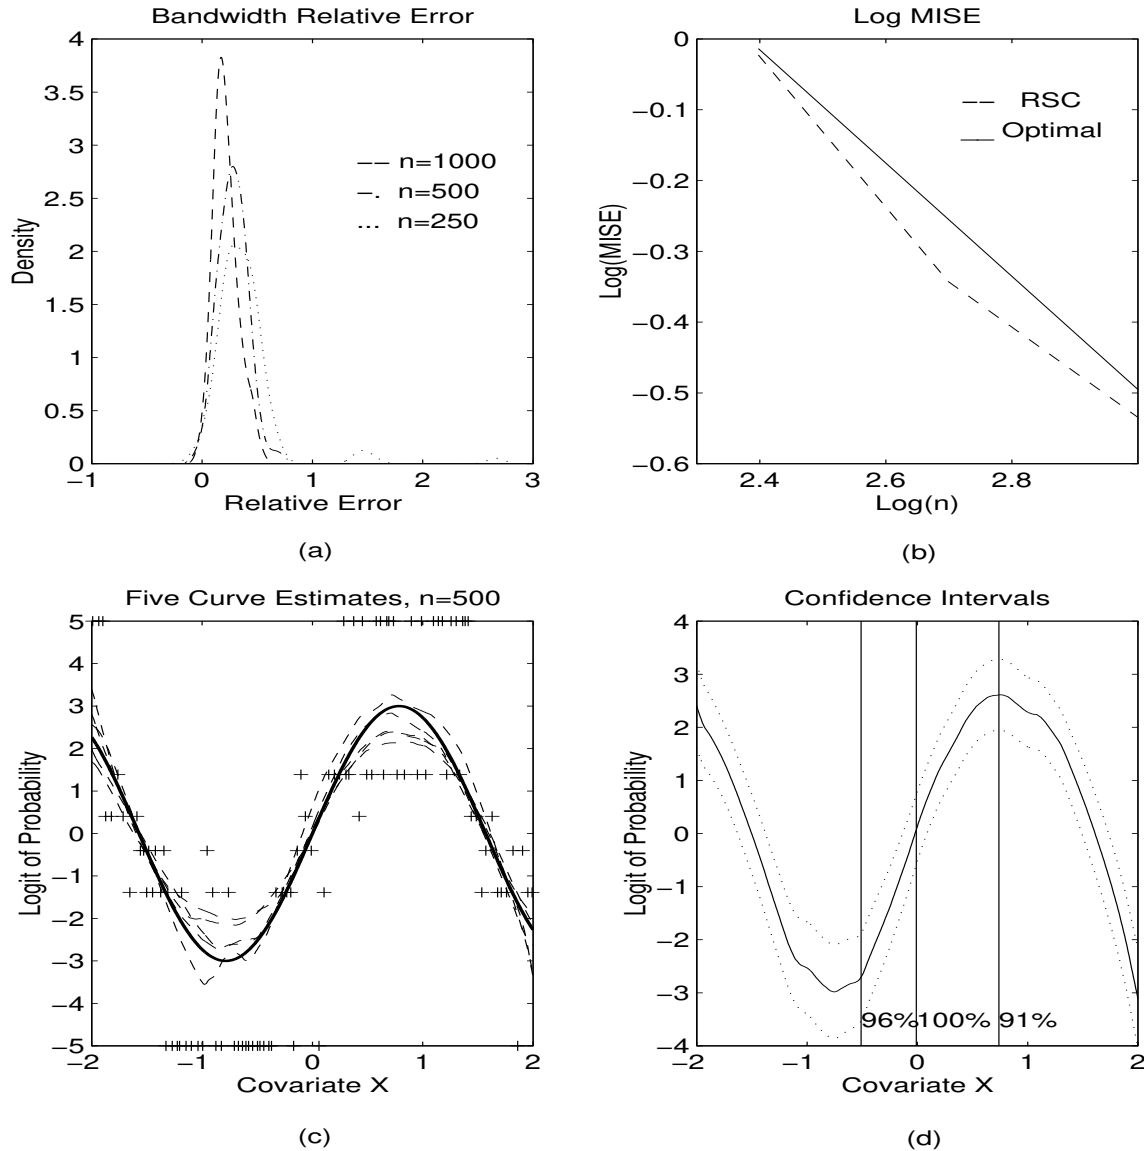 Bandwidth Relative Error
4
3.5
3
2.5
2
1.5
1
0.5
0
Density
n=1000
n=500
n=250
−1
0
1
2
3
Relative Error
(a)
Log MISE
0
−0.1
−0.2
−0.3
−0.4
−0.5
−0.6
Log(MISE)
RSC
Optimal
2.4
2.6
2.8
Log(n)
(b)
Five Curve Estimates, n=500
5
4
3
2
1
0
−1
−2
−3
−4
−5
Logit of Probability
−2
−1
0
1
2
Covariate X
(c)
Confidence Intervals
4
3
2
1
0
−1
−2
−3
−4
Logit of Probability
96%
100%
91%
−2
−1
0
1
2
Covariate X
(d)